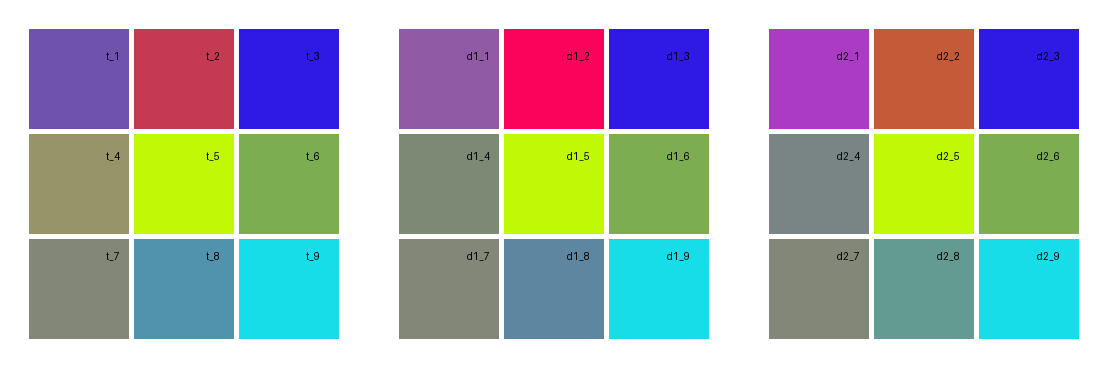 t_1 t_2 t_3 d1_1 d1_2 d1_3 d2_1 d2_2 d2_3
t_4 t_5 t_6 d1_4 d1_5 d1_6 d2_4 d2_5 d2_6
t_7 t_8 t_9 d1_7 d1_8 d1_9 d2_7 d2_8 d2_9